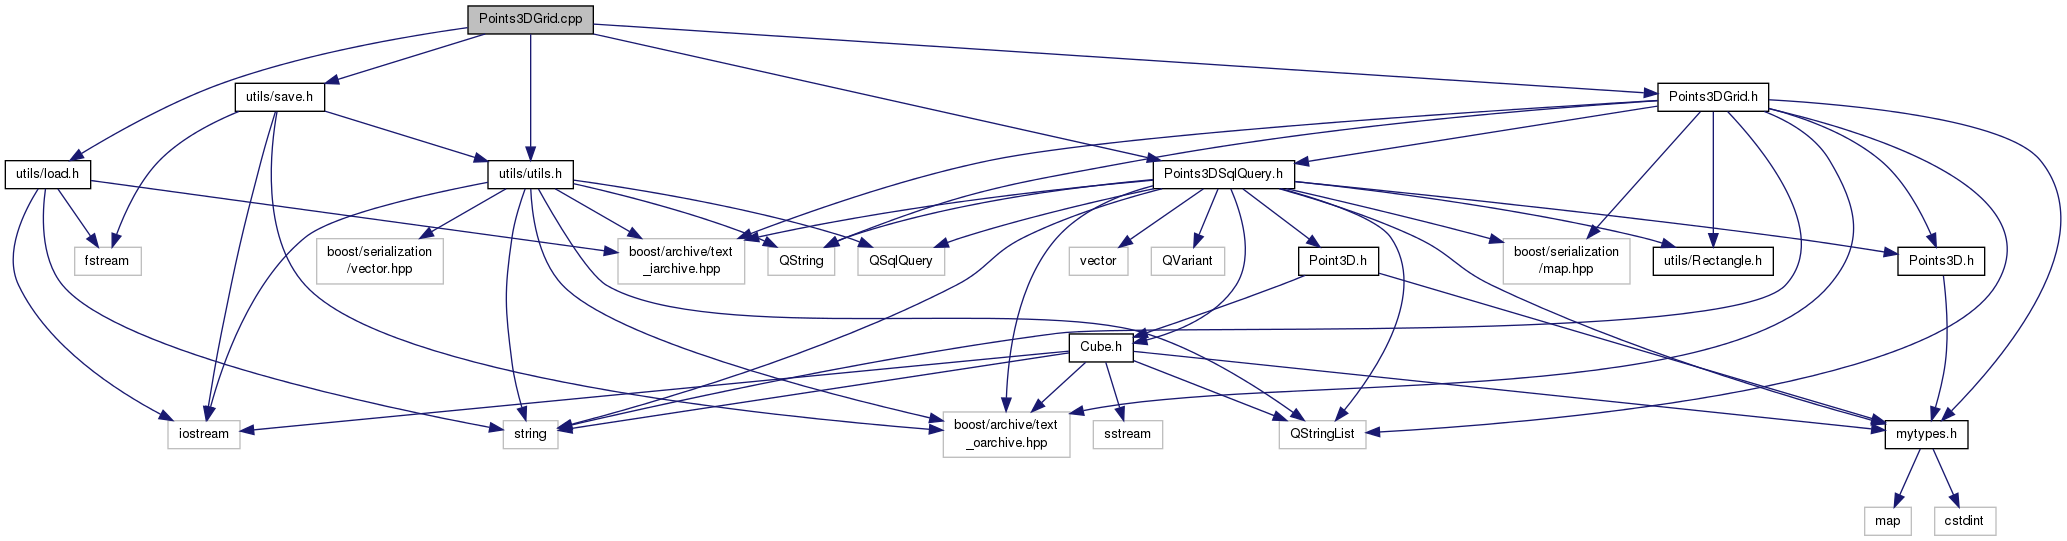 Points3DGrid.cpp
utils/save.h
Points3DGrid.h
utils/load.h
utils/utils.h
Points3DSqlQuery.h
fstream
boost/serialization
/vector.hpp
boost/archive/text
_iarchive.hpp
QString
QSqlQuery
vector
QVariant
Point3D.h
boost/serialization
/map.hpp
utils/Rectangle.h
Points3D.h
Cube.h
iostream
string
boost/archive/text
_oarchive.hpp
sstream
QStringList
mytypes.h
map
cstdint